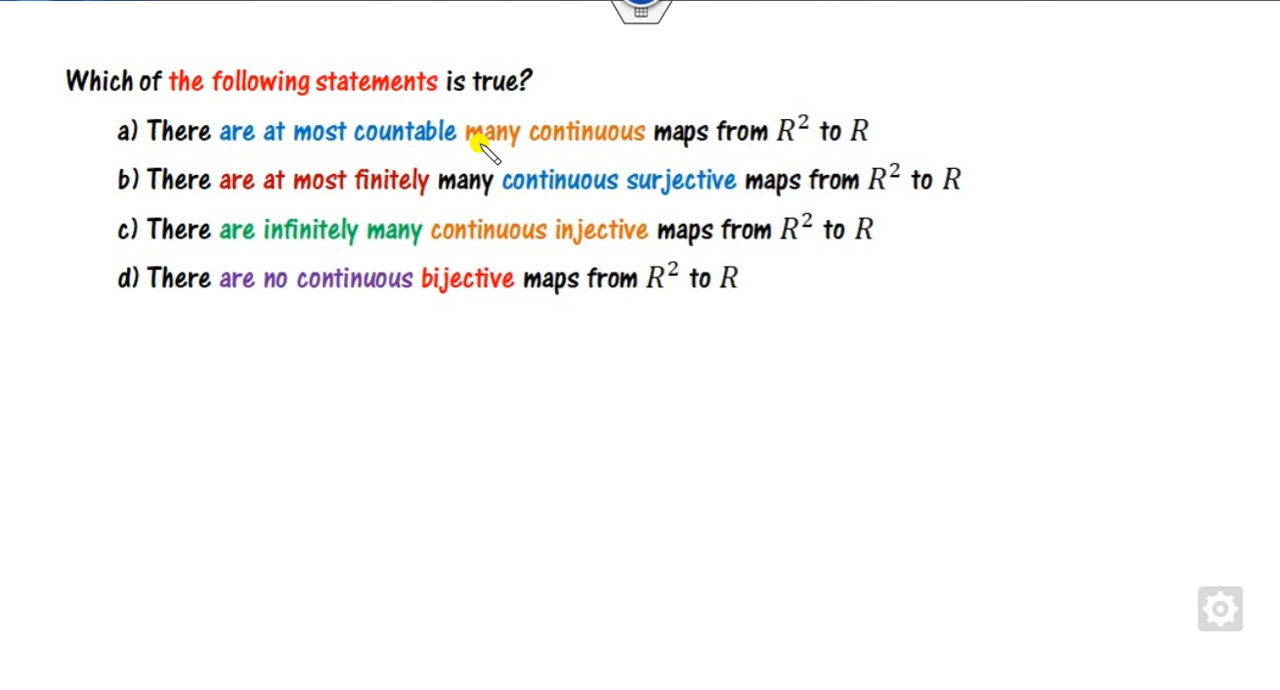 Which of the following statements is true?
a) There are at most countable many continuous maps from R² to R
b) There are at most finitely many continuous surjective maps from R² to R
c) There are infinitely many continuous injective maps from R² to R
d) There are no continuous bijective maps from R² to R